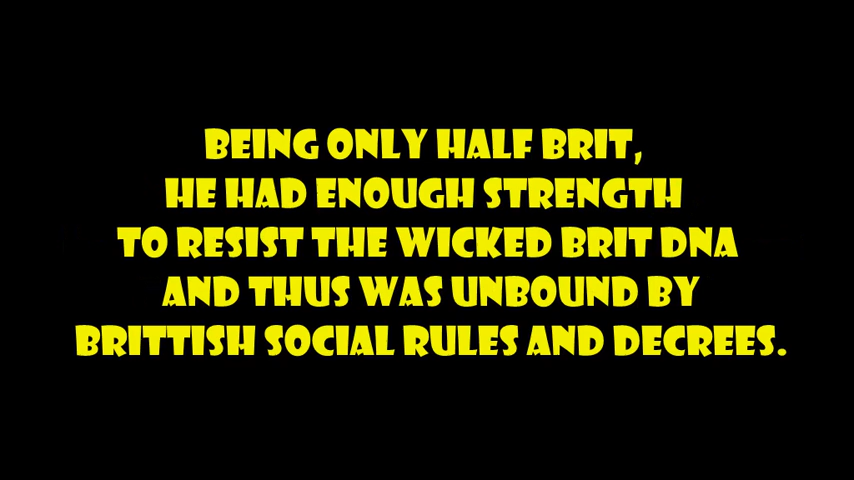 BEING ONLY HALF BRIT,
HE HAD ENOUGH STRENGTH
TO RESIST THE WICKED BRIT DNA
AND THUS WAS UNBOUND BY
BRITTISH SOCIAL RULES AND DECREES.